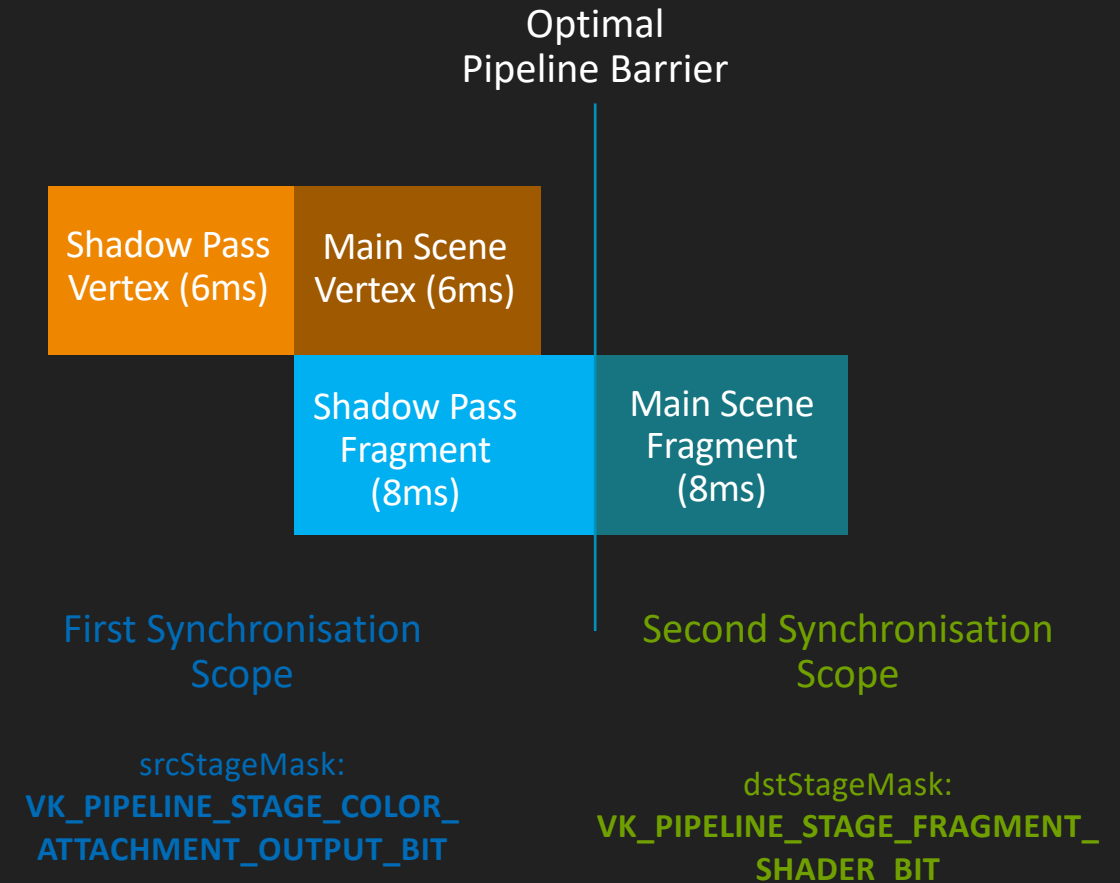 Optimal
Pipeline Barrier
Shadow Pass
Vertex (6ms)
Main Scene
Vertex (6ms)
Shadow Pass
Fragment
(8ms)
Main Scene
Fragment
(8ms)
First Synchronisation
Scope
Second Synchronisation
Scope
srcStageMask:
VK_PIPELINE_STAGE_COLOR_
ATTACHMENT_OUTPUT_BIT
dstStageMask:
VK_PIPELINE_STAGE_FRAGMENT_
SHADER_BIT